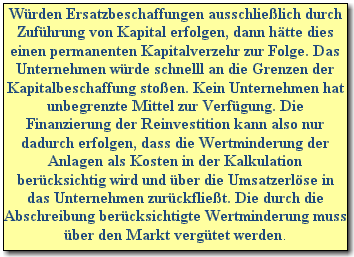 Würden Ersatzbeschaffungen ausschließlich durch
Zuführung von Kapital erfolgen, dann hätte dies
einen permanenten Kapitalverzehr zur Folge. Das
Unternehmen würde schnelll an die Grenzen der
Kapitalbeschaffung stoßen. Kein Unternehmen hat
unbegrenzte Mittel zur Verfügung. Die
Finanzierung der Reinvestition kann also nur
dadurch erfolgen, dass die Wertminderung der
Anlagen als Kosten in der Kalkulation
berücksichtig wird und über die Umsatzerlöse in
das Unternehmen zurückfließt. Die durch die
Abschreibung berücksichtigte Wertminderung muss
über den Markt vergütet werden.